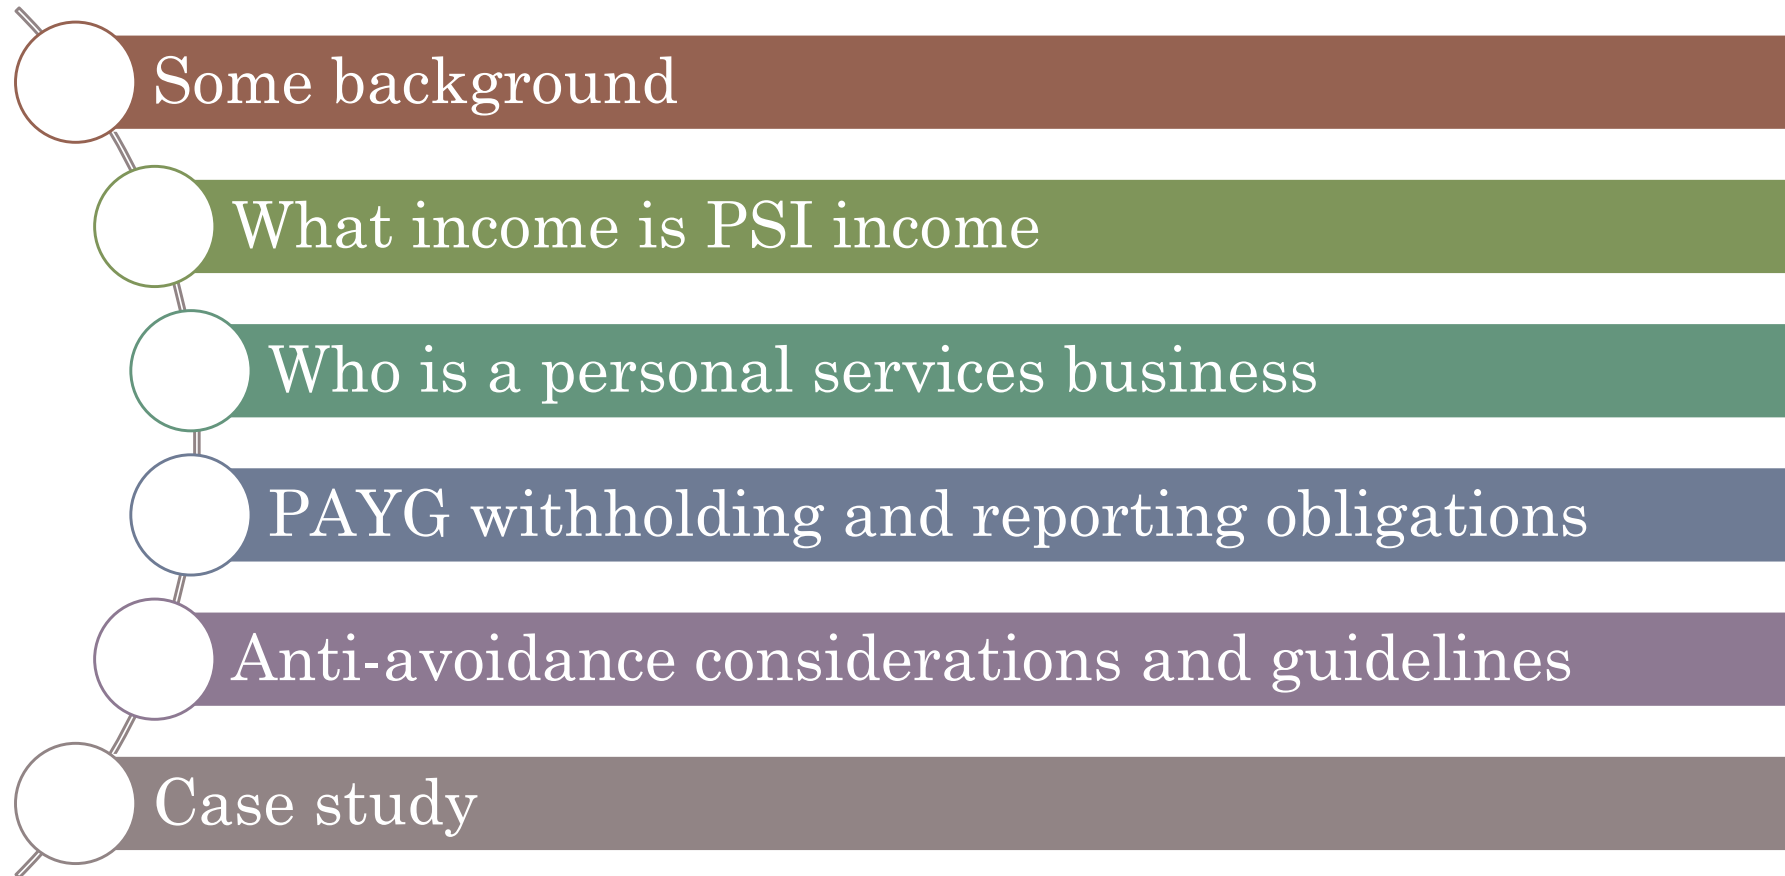 Some background
What income is PSI income
Who is a personal services business
PAYG withholding and reporting obligations
Anti-avoidance considerations and guidelines
Case study